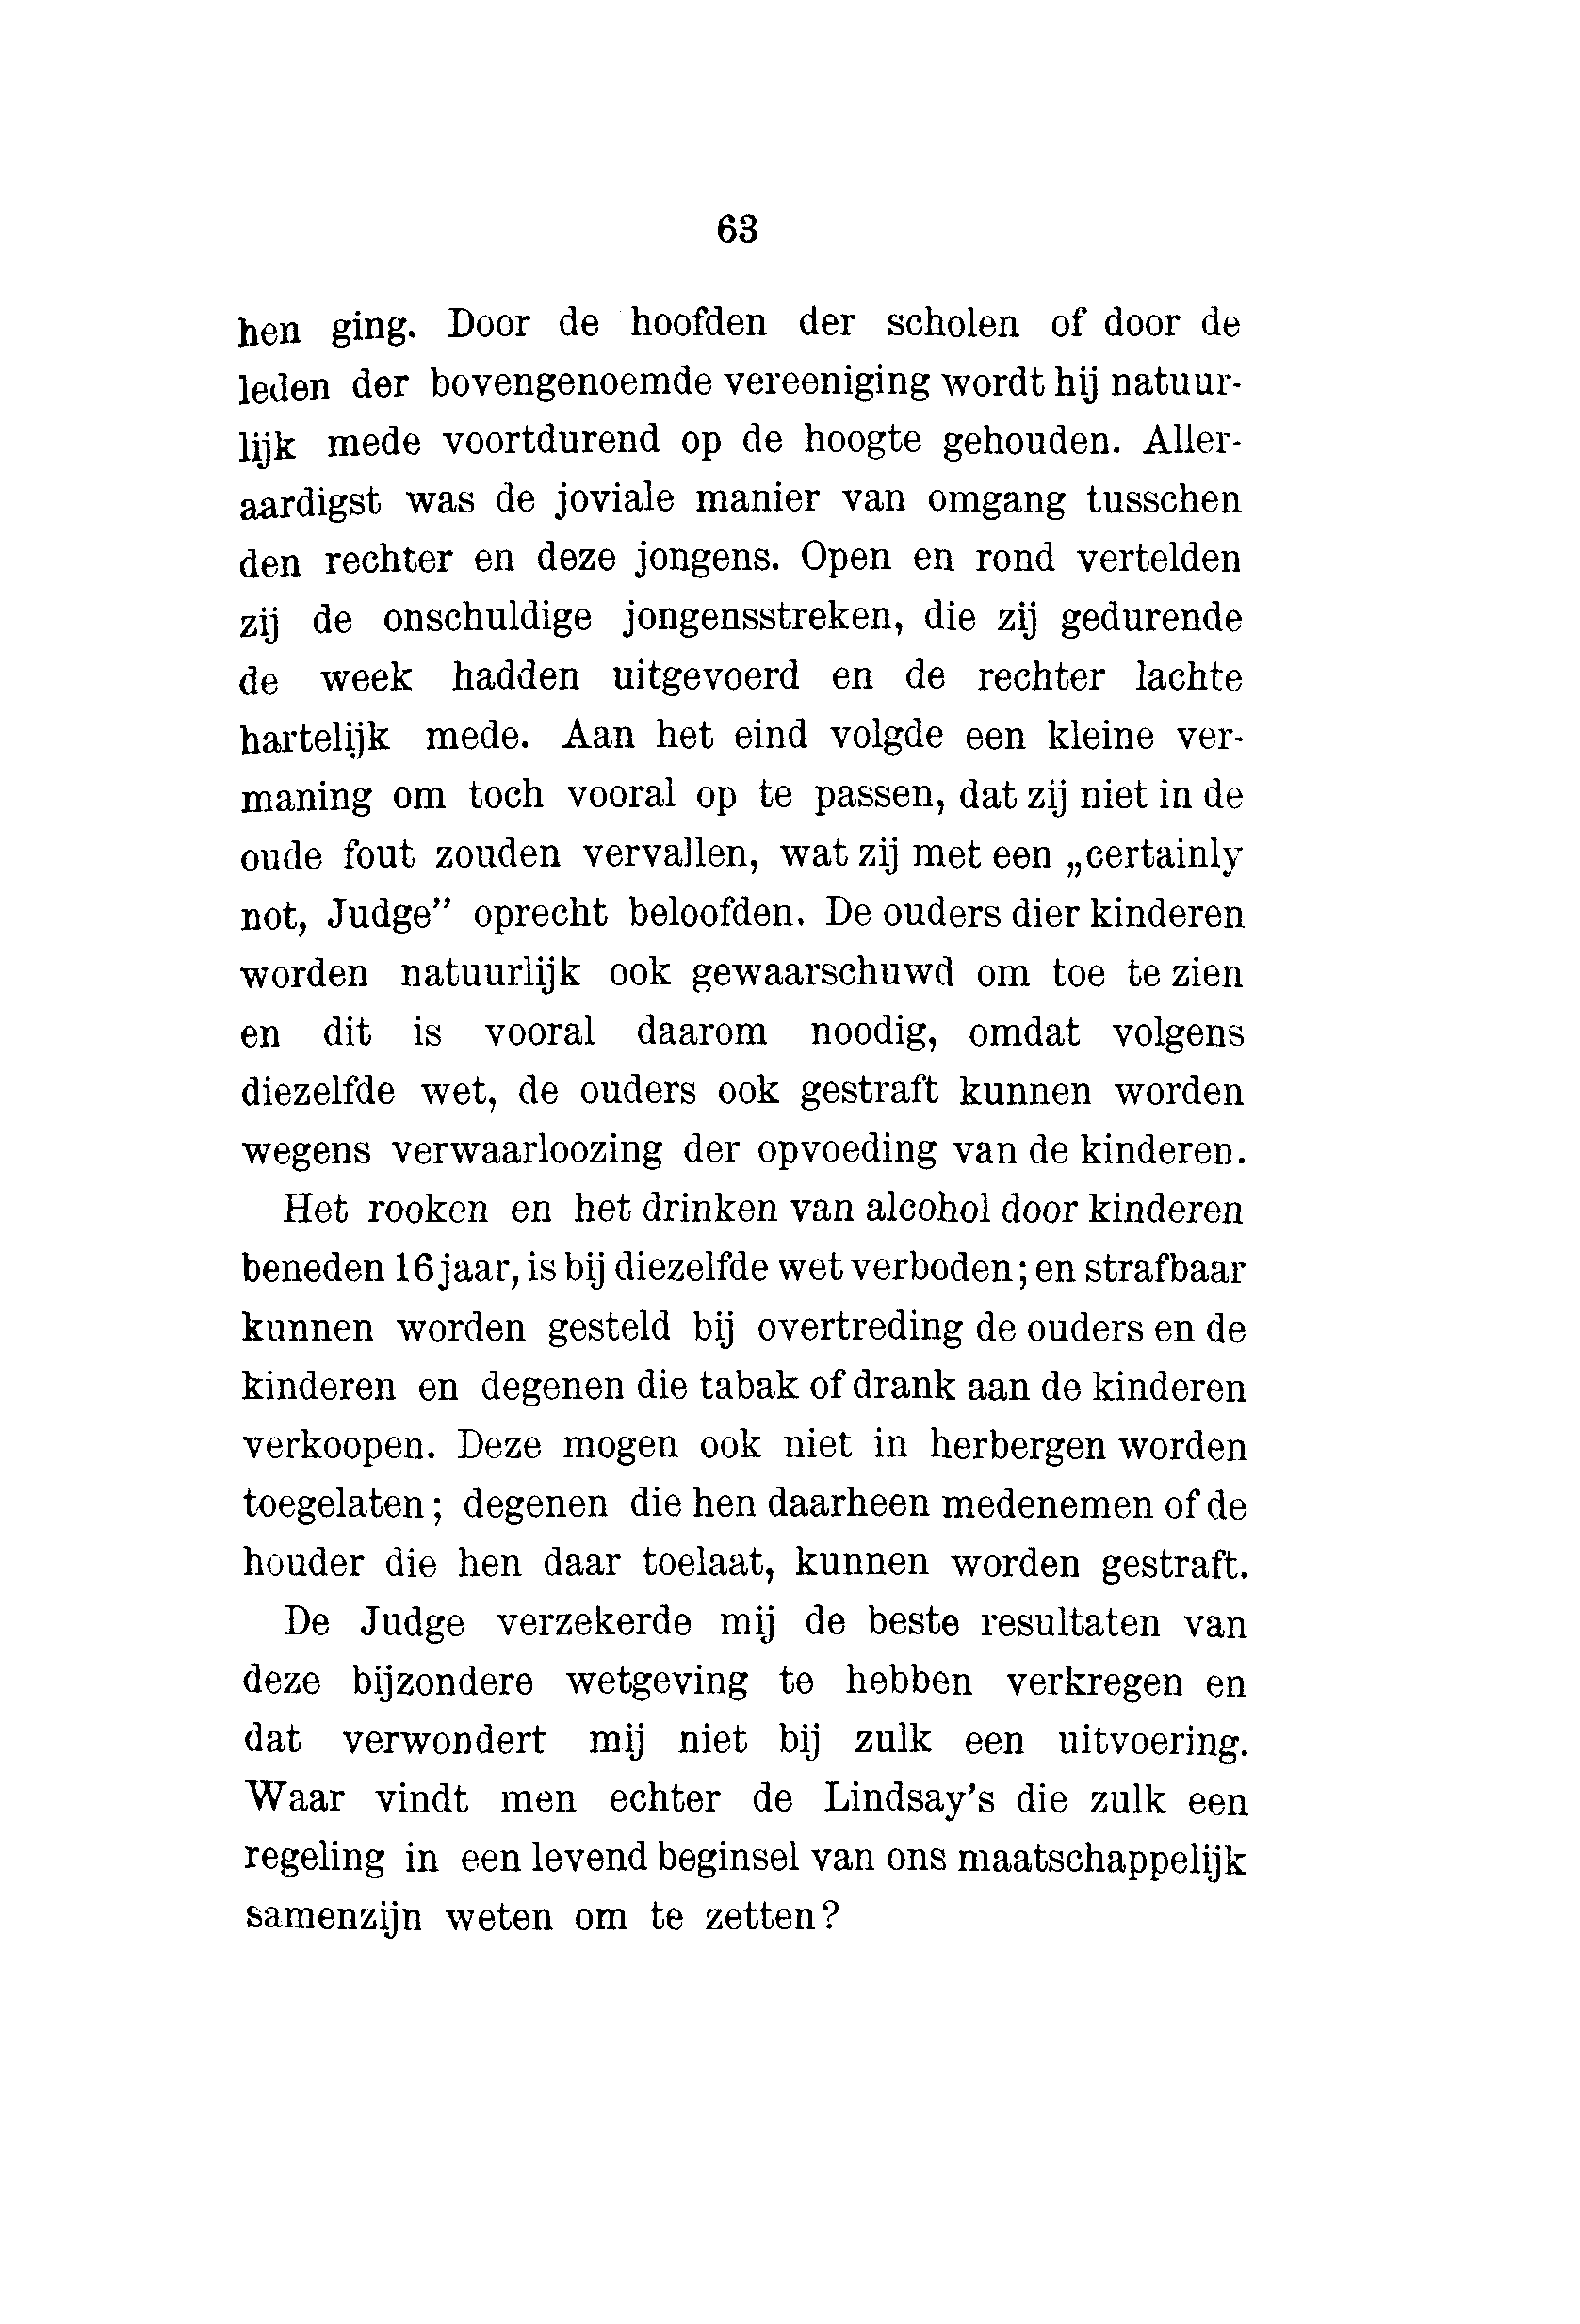 63
hen ging. Door de hoofden der scholen of door de
leden der bovengenoemde vereeniging wordt hij natuur-
lijk mede voortdurend op de hoogte gehouden. Aller-
aardigst was de joviale manier van omgang tusschen
den rechter en deze jongens. Open en rond vertelden
zij de onschuldige jongensstreken, die zij gedurende
de week hadden uitgevoerd en de rechter lachte
hartelijk mede. Aan het eind volgde een kleine ver-
maning om toch vooral op te passen, dat zij niet in de
oude fout zouden vervallen, wat zij met een „certainly
not, Judge” oprecht beloofden. De ouders dier kinderen
worden natuurlijk ook gewaarschuwd om toe te zien
en dit is vooral daarom noodig, omdat volgens
diezelfde wet, de ouders ook gestraft kunnen worden
wegens verwaarloozing der opvoeding van de kinderen.
Het rooken en het drinken van alcohol door kinderen
beneden 16 jaar, is bij diezelfde wet verboden; en strafbaar
kunnen worden gesteld bij overtreding de ouders en de
kinderen en degenen die tabak of drank aan de kinderen
verkoopen. Deze mogen ook niet in herbergen worden
toegelaten; degenen die hen daarheen medenemen of de
houder die hen daar toelaat, kunnen worden gestraft.
De Judge verzekerde mij de beste resultaten van
deze bijzondere wetgeving te hebben verkregen en
dat verwondert mij niet bij zulk een uitvoering.
Waar vindt men echter de Lindsay's die zulk een
regeling in een levend beginsel van ons maatschappelijk
samenzijn weten om te zetten?